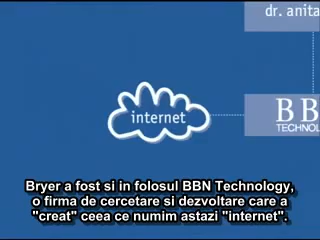 dr. anita
internet
BB
TECHNOL
Bryer a fost si in folosul BBN Technology,
o firma de cercetare si dezvoltare care a
"creat" ceea ce numim astazi "internet".